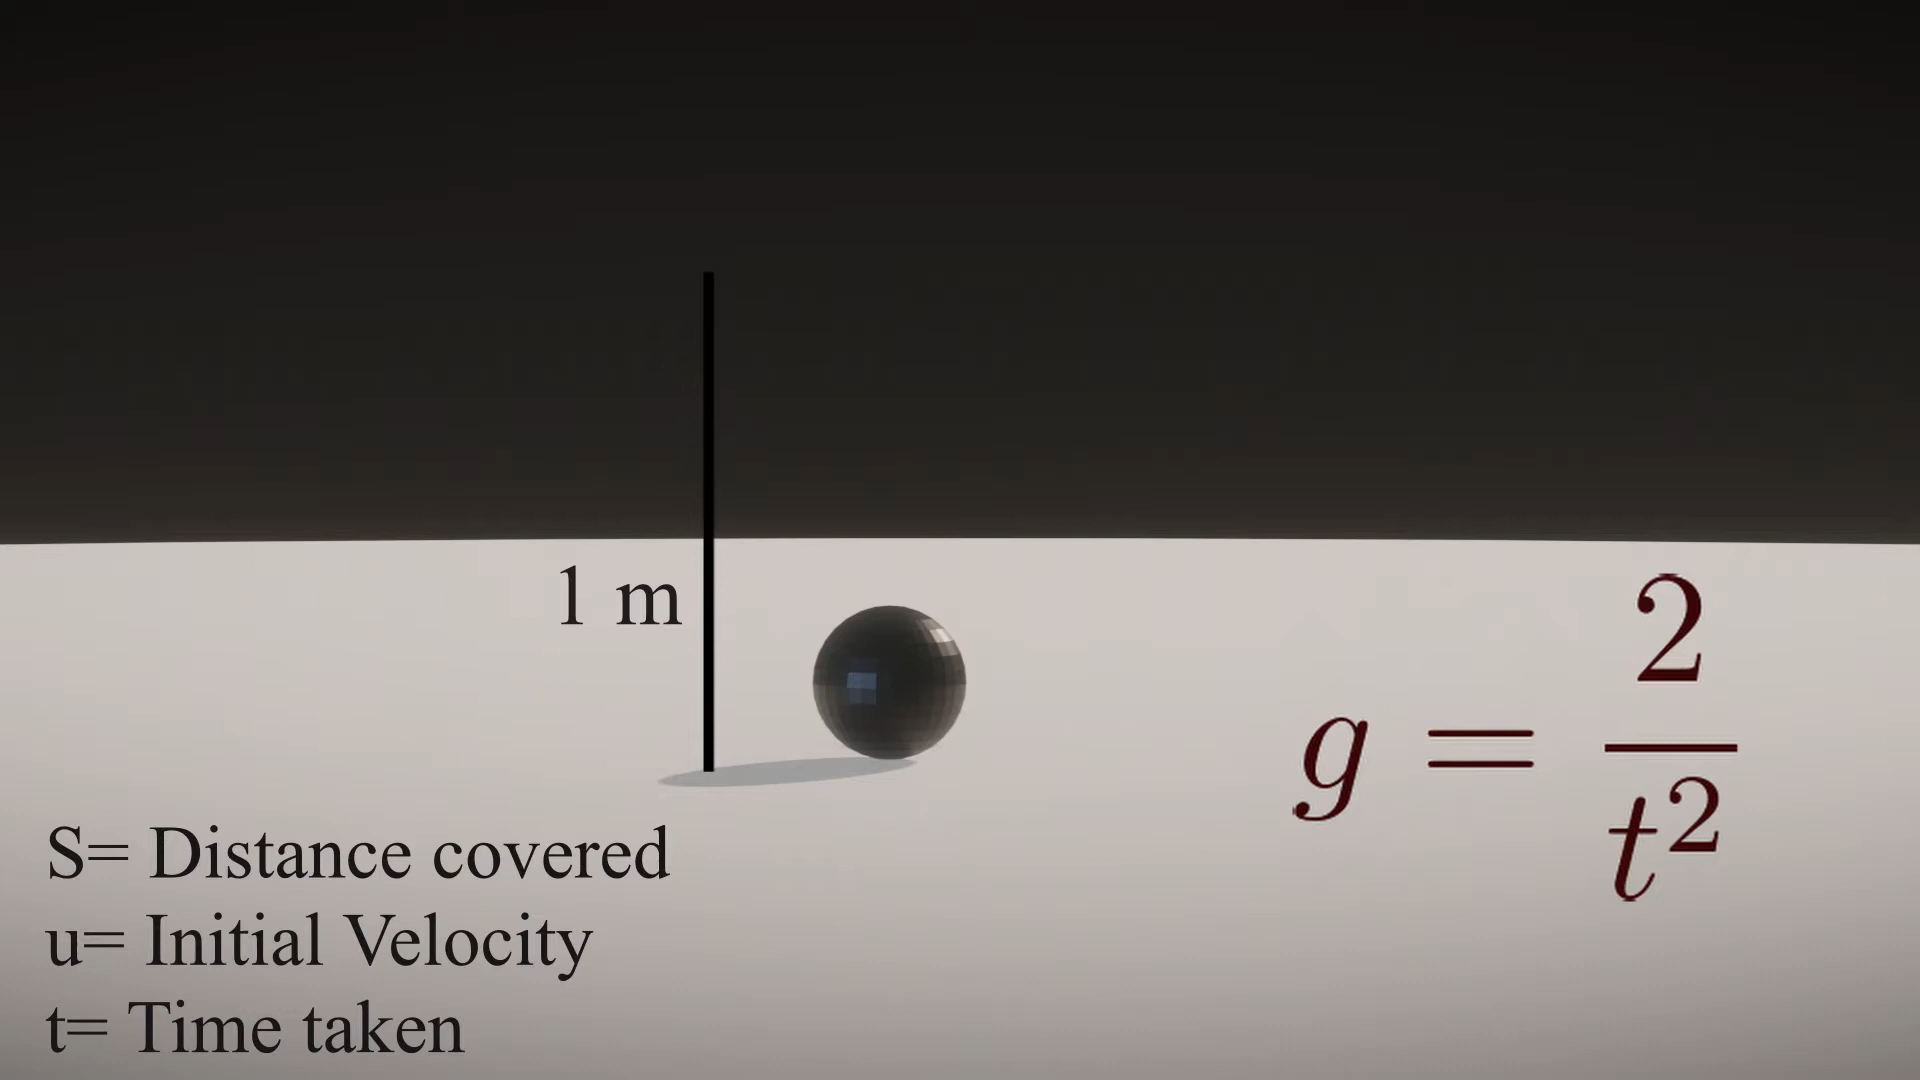 1 m
g = 2/t²
S= Distance covered
u= Initial Velocity
t= Time taken